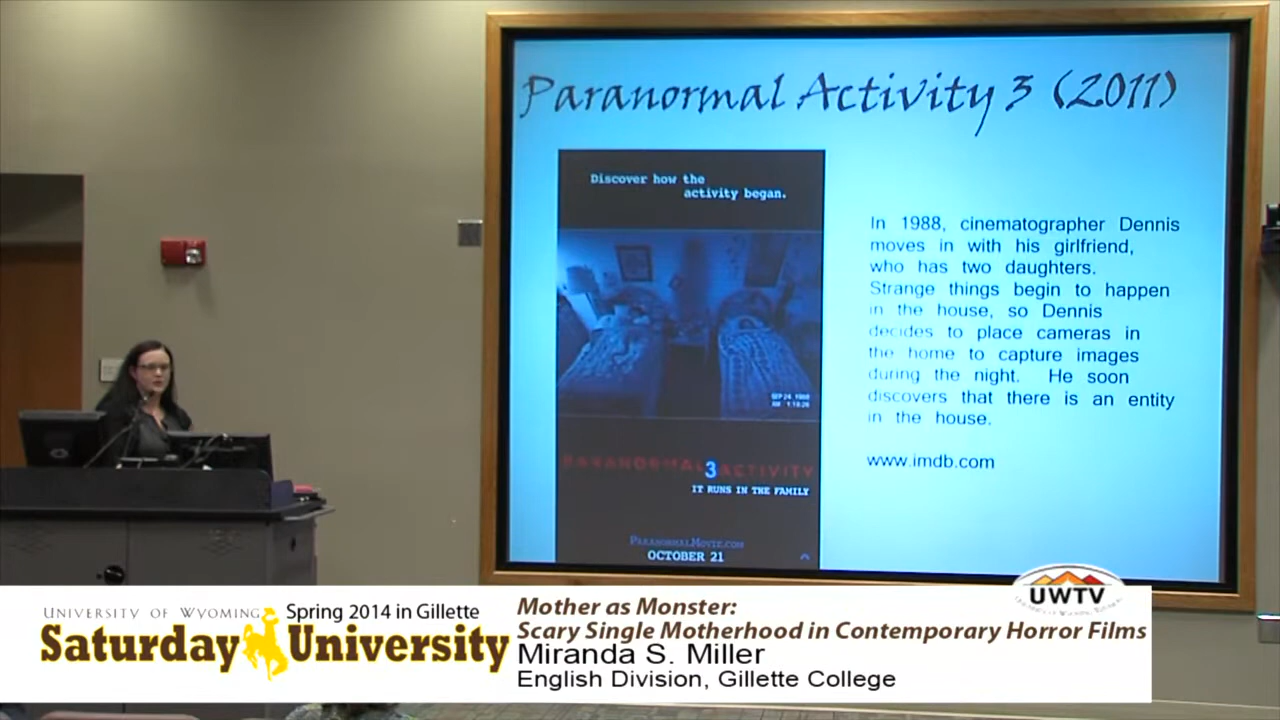 Paranormal Activity 3 (2011)
Discover how the
activity began.
In 1988, cinematographer Dennis
moves in with his girlfriend,
who has two daughters.
Strange things begin to happen
in the house, so Dennis
decides to place cameras in
the home to capture images
during the night. He soon
discovers that there is an entity
in the house.
www.imdb.com
SEP 24 1988
PARANORMAL 3 ACTIVITY
IT RUNS IN THE FAMILY
PARANORMALMOVIE.COM
OCTOBER 21
UNIVERSITY OF WYOMING
Spring 2014 in Gillette
Saturday University
Mother as Monster:
Scary Single Motherhood in Contemporary Horror Films
Miranda S. Miller
English Division, Gillette College
UWTV